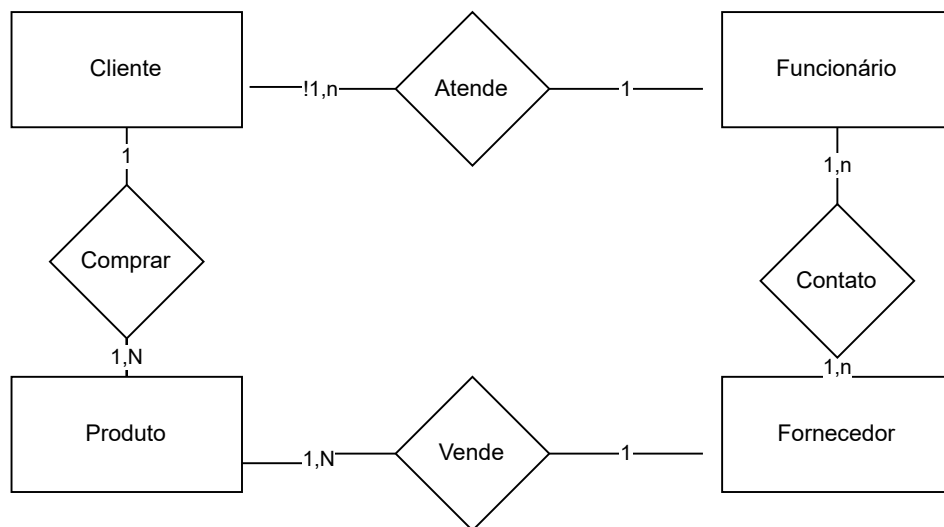 Cliente
!1,n
Atende
1
Funcionário
1
1,n
Comprar
Contato
1,N
1,n
Produto
1,N
Vende
1
Fornecedor